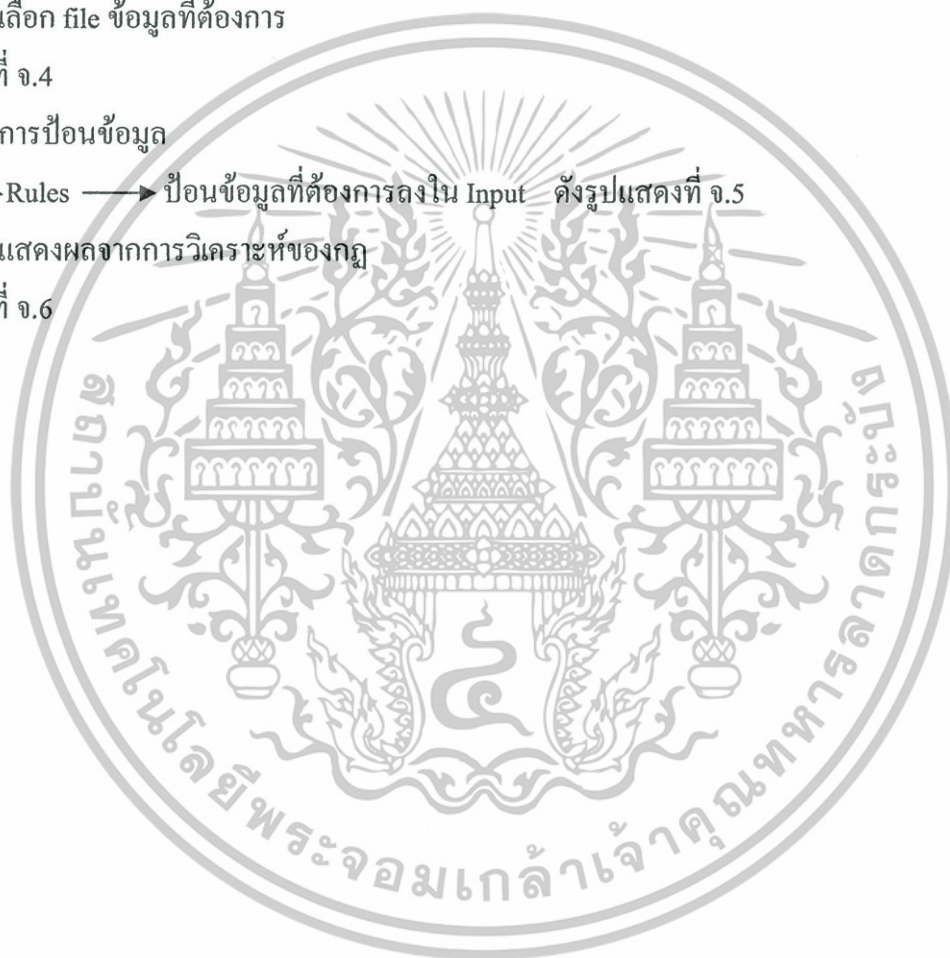 เลือก file ข้อมูลที่ต้องการ
ที่ จ.4
การป้อนข้อมูล
Rules ⟶ ป้อนข้อมูลที่ต้องการลงใน Input ดังรูปแสดงที่ จ.5
แสดงผลจากการวิเคราะห์ของกฎ
ที่ จ.6
สถาบันเทคโนโลยีพระจอมเกล้าเจ้าคุณทหารลาดกระบัง